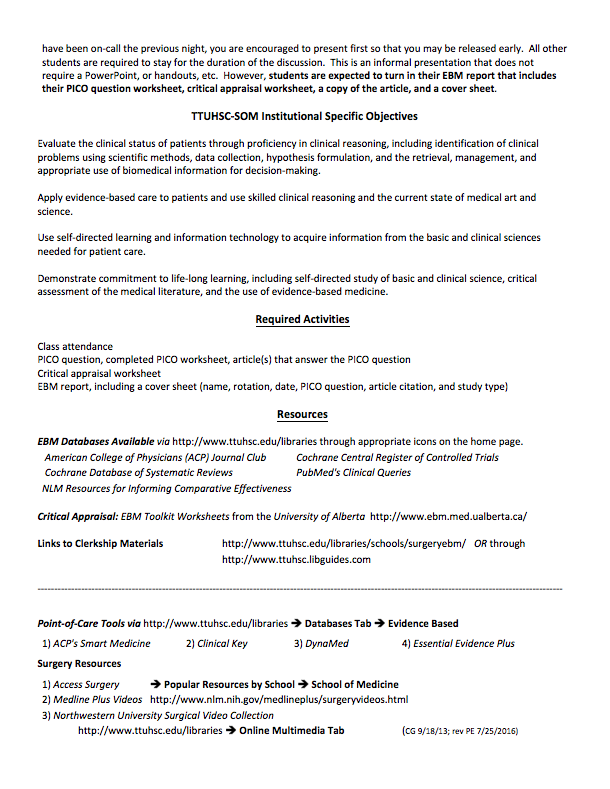 have been on-call the previous night, you are encouraged to present first so that you may be released early.  All other
students are required to stay for the duration of the discussion.  This is an informal presentation that does not
require a PowerPoint, or handouts, etc.  However, students are expected to turn in their EBM report that includes
their PICO question worksheet, critical appraisal worksheet, a copy of the article, and a cover sheet.
TTUHSC-SOM Institutional Specific Objectives
Evaluate the clinical status of patients through proficiency in clinical reasoning, including identification of clinical
problems using scientific methods, data collection, hypothesis formulation, and the retrieval, management, and
appropriate use of biomedical information for decision-making.
Apply evidence-based care to patients and use skilled clinical reasoning and the current state of medical art and
science.
Use self-directed learning and information technology to acquire information from the basic and clinical sciences
needed for patient care.
Demonstrate commitment to life-long learning, including self-directed study of basic and clinical science, critical
assessment of the medical literature, and the use of evidence-based medicine.
Required Activities
Class attendance
PICO question, completed PICO worksheet, article(s) that answer the PICO question
Critical appraisal worksheet
EBM report, including a cover sheet (name, rotation, date, PICO question, article citation, and study type)
Resources
EBM Databases Available via http://www.ttuhsc.edu/libraries through appropriate icons on the home page.
American College of Physicians (ACP) Journal Club    Cochrane Central Register of Controlled Trials
Cochrane Database of Systematic Reviews    PubMed's Clinical Queries
NLM Resources for Informing Comparative Effectiveness
Critical Appraisal: EBM Toolkit Worksheets from the University of Alberta  http://www.ebm.med.ualberta.ca/
Links to Clerkship Materials    http://www.ttuhsc.edu/libraries/schools/surgeryebm/   OR through
http://www.ttuhsc.libguides.com
Point-of-Care Tools via http://www.ttuhsc.edu/libraries ➔ Databases Tab ➔ Evidence Based
1) ACP's Smart Medicine    2) Clinical Key    3) DynaMed    4) Essential Evidence Plus
Surgery Resources
1) Access Surgery    ➔ Popular Resources by School ➔ School of Medicine
2) Medline Plus Videos   http://www.nlm.nih.gov/medlineplus/surgeryvideos.html
3) Northwestern University Surgical Video Collection
http://www.ttuhsc.edu/libraries ➔ Online Multimedia Tab    (CG 9/18/13; rev PE 7/25/2016)